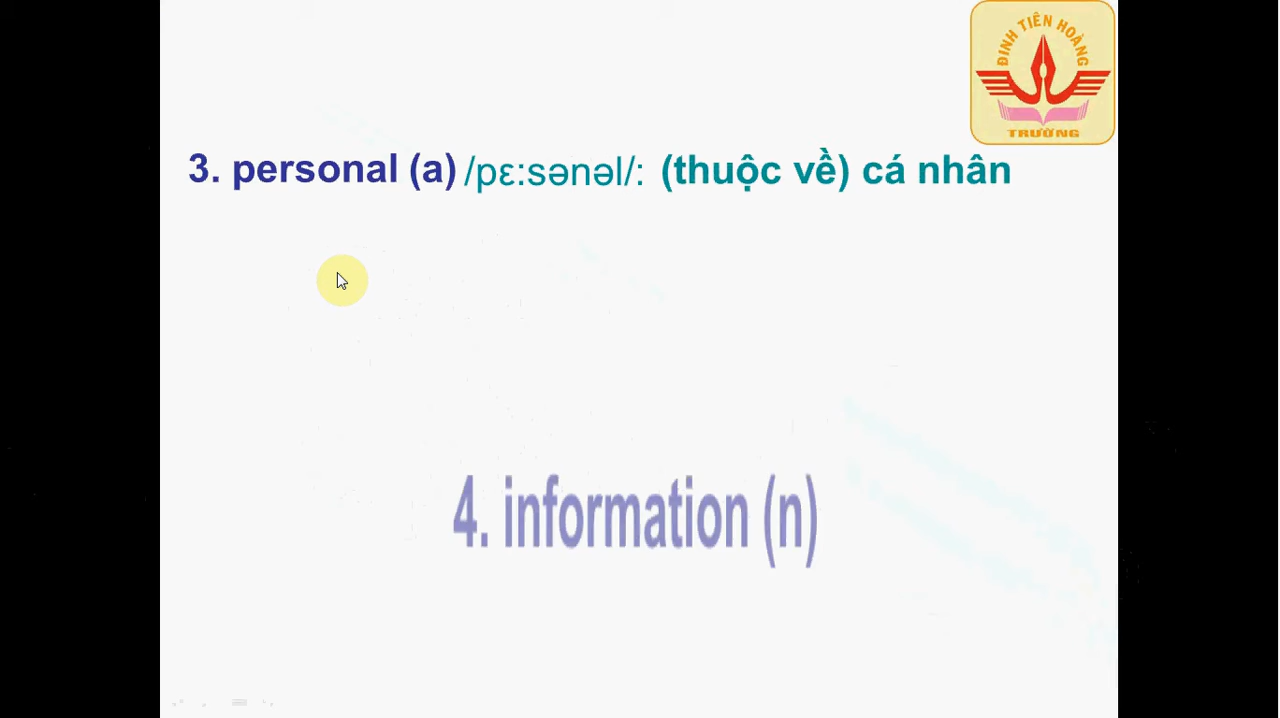 ĐINH TIÊN HOÀNG
TRƯỜNG
3. personal (a) /pɛ:sənəl/: (thuộc về) cá nhân
4. information (n)